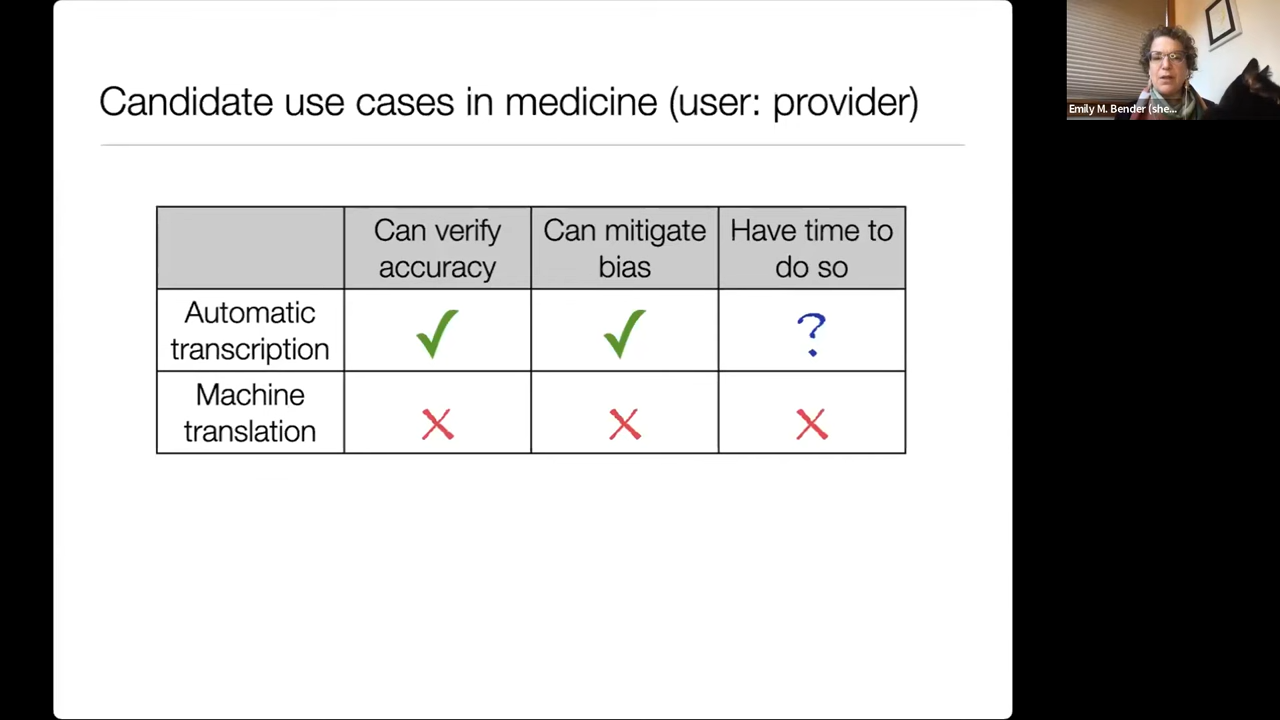 Candidate use cases in medicine (user: provider)
Emily M. Bender (she...
Can verify
accuracy
Can mitigate
bias
Have time to
do so
Automatic
transcription
✓
✓
?
Machine
translation
✗
✗
✗